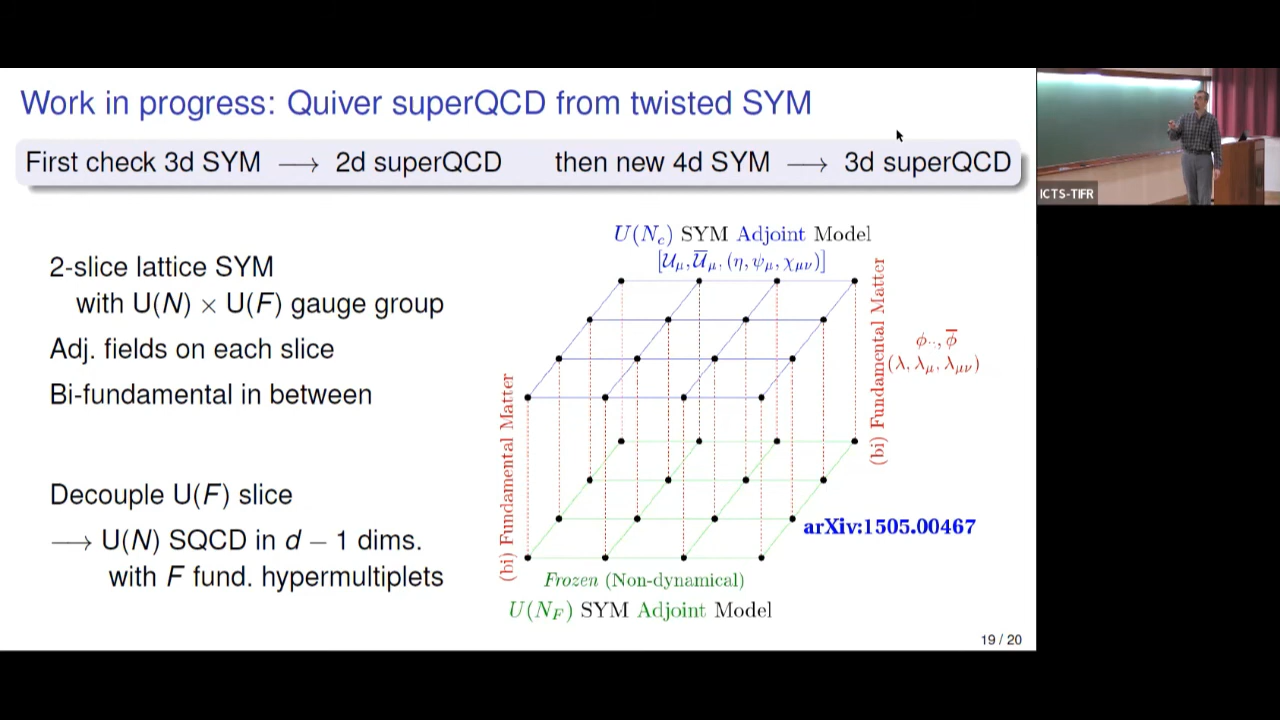 Work in progress: Quiver superQCD from twisted SYM
First check 3d SYM ⟶ 2d superQCD then new 4d SYM ⟶ 3d superQCD
2-slice lattice SYM
with U(N) × U(F) gauge group
Adj. fields on each slice
Bi-fundamental in between
Decouple U(F) slice
⟶ U(N) SQCD in d − 1 dims.
with F fund. hypermultiplets
U(N_c) SYM Adjoint Model
[𝒰_μ, 𝒰̅_μ, (η, ψ_μ, χ_μν)]
(bi) Fundamental Matter
(bi) Fundamental Matter
ϕ.., ϕ̅
(λ, λ_μ, λ_μν)
arXiv:1505.00467
Frozen (Non-dynamical)
U(N_F) SYM Adjoint Model
19 / 20
ICTS-TIFR